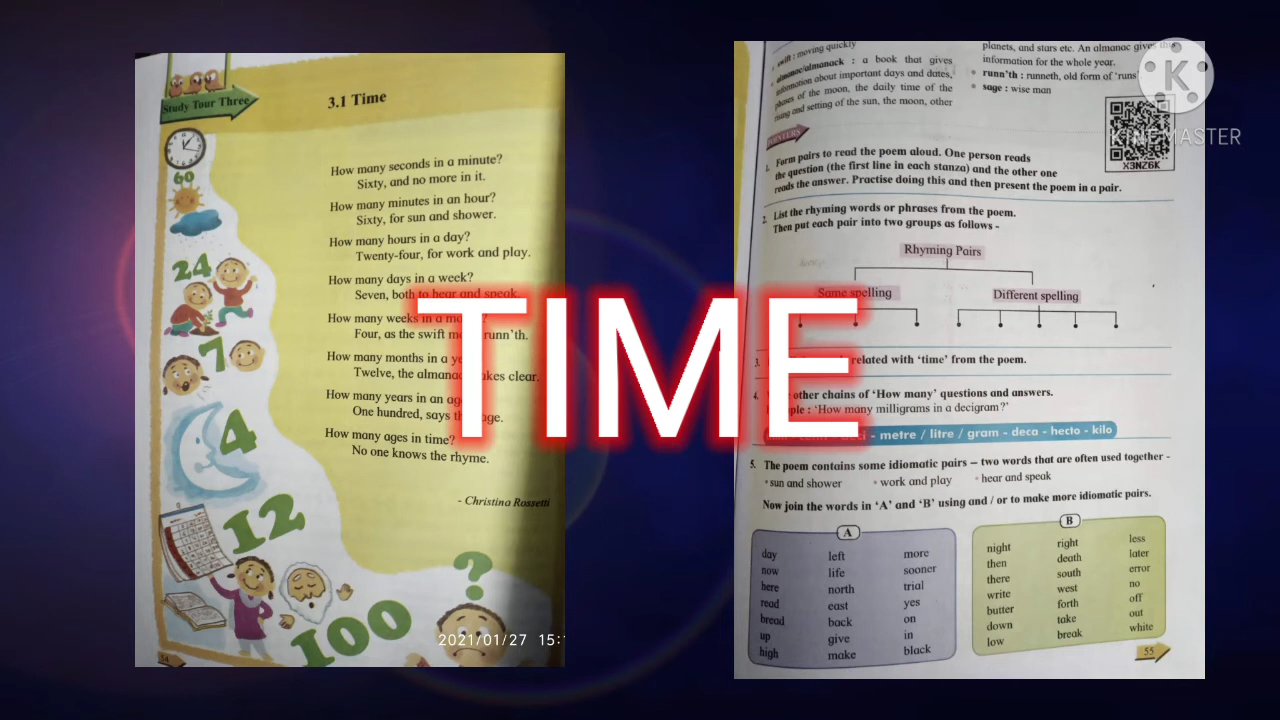 Study Tour Three
3.1 Time
60
24
7
4
12
100
?
How many seconds in a minute?
Sixty, and no more in it.
How many minutes in an hour?
Sixty, for sun and shower.
How many hours in a day?
Twenty-four, for work and play.
How many days in a week?
Seven, both to hear and speak.
How many weeks in a
Four, as the swift runn'th.
How many months in a
Twelve, the clear.
How many years in an
One hundred, says
How many ages in time?
No one knows the rhyme.
- Christina Rossetti
2021/01/27 15:
TIME
swift : moving quickly
almanac/almanack : a book that gives
information about important days and dates,
phases of the moon, the daily time of the
rising and setting of the sun, the moon, other
planets, and stars etc. An almanac gives this
information for the whole year.
runn'th : runneth, old form of 'runs'
sage : wise man
K
KINEMASTER
X3NZ6K
POINTERS
1. Form pairs to read the poem aloud. One person reads
the question (the first line in each stanza) and the other one
reads the answer. Practise doing this and then present the poem in a pair.
2. List the rhyming words or phrases from the poem.
Then put each pair into two groups as follows -
Rhyming Pairs
Same spelling Different spelling
3. related with 'time' from the poem.
4. other chains of 'How many' questions and answers.
'How many milligrams in a decigram?'
- metre / litre / gram - deca - hecto - kilo
5. The poem contains some idiomatic pairs – two words that are often used together -
• sun and shower • work and play • hear and speak
Now join the words in 'A' and 'B' using and / or to make more idiomatic pairs.
A
day left more
now life sooner
here north trial
read east yes
bread back on
up give in
high make black
B
night right less
then death later
there south error
write west no
butter forth off
down take out
low break white
55